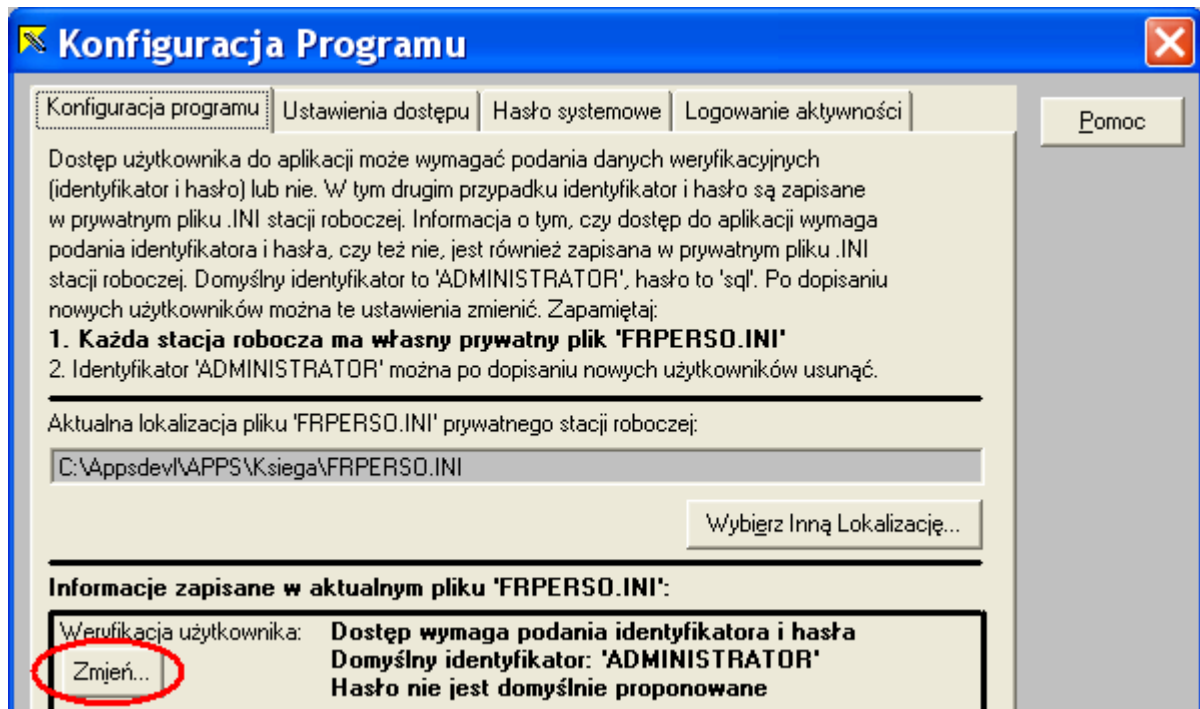 Konfiguracja Programu
Konfiguracja programu
Ustawienia dostępu
Hasło systemowe
Logowanie aktywności
Pomoc
Dostęp użytkownika do aplikacji może wymagać podania danych weryfikacyjnych
(identyfikator i hasło) lub nie. W tym drugim przypadku identyfikator i hasło są zapisane
w prywatnym pliku .INI stacji roboczej. Informacja o tym, czy dostęp do aplikacji wymaga
podania identyfikatora i hasła, czy też nie, jest również zapisana w prywatnym pliku .INI
stacji roboczej. Domyślny identyfikator to 'ADMINISTRATOR', hasło to 'sql'. Po dopisaniu
nowych użytkowników można te ustawienia zmienić. Zapamiętaj:
1. Każda stacja robocza ma własny prywatny plik 'FRPERSO.INI'
2. Identyfikator 'ADMINISTRATOR' można po dopisaniu nowych użytkowników usunąć.
Aktualna lokalizacja pliku 'FRPERSO.INI' prywatnego stacji roboczej:
C:\Appsdevl\APPS\Ksiega\FRPERSO.INI
Wybierz Inną Lokalizację...
Informacje zapisane w aktualnym pliku 'FRPERSO.INI':
Weryfikacja użytkownika: Dostęp wymaga podania identyfikatora i hasła
Zmień... Domyślny identyfikator: 'ADMINISTRATOR'
Hasło nie jest domyślnie proponowane